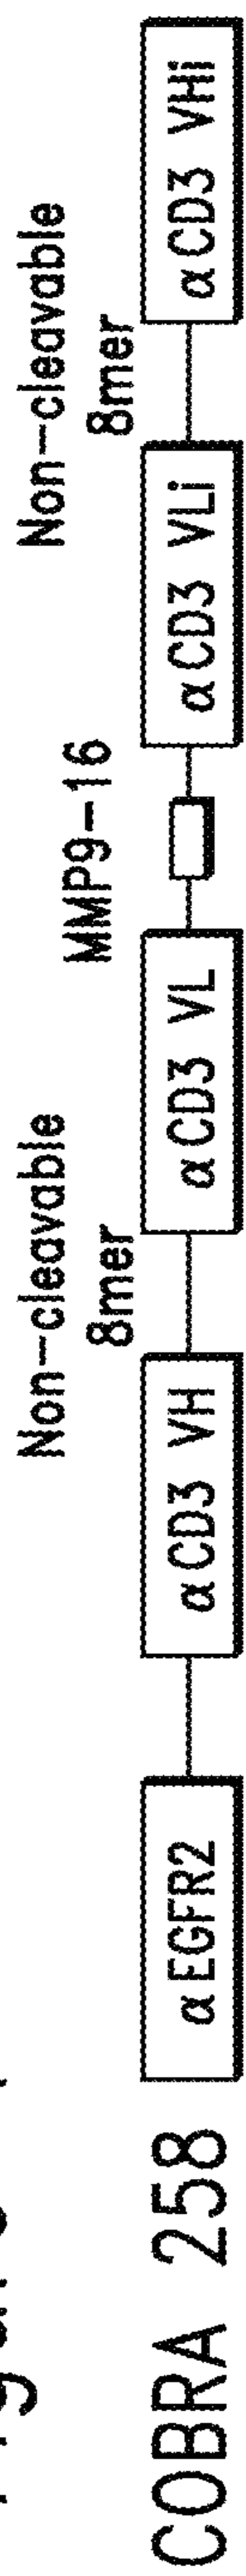 Non-cleavable
8mer
MMP9-16
Non-cleavable
8mer
COBRA 258
αEGFR2
αCD3 VH
αCD3 VL
αCD3 VLi
αCD3 VHi